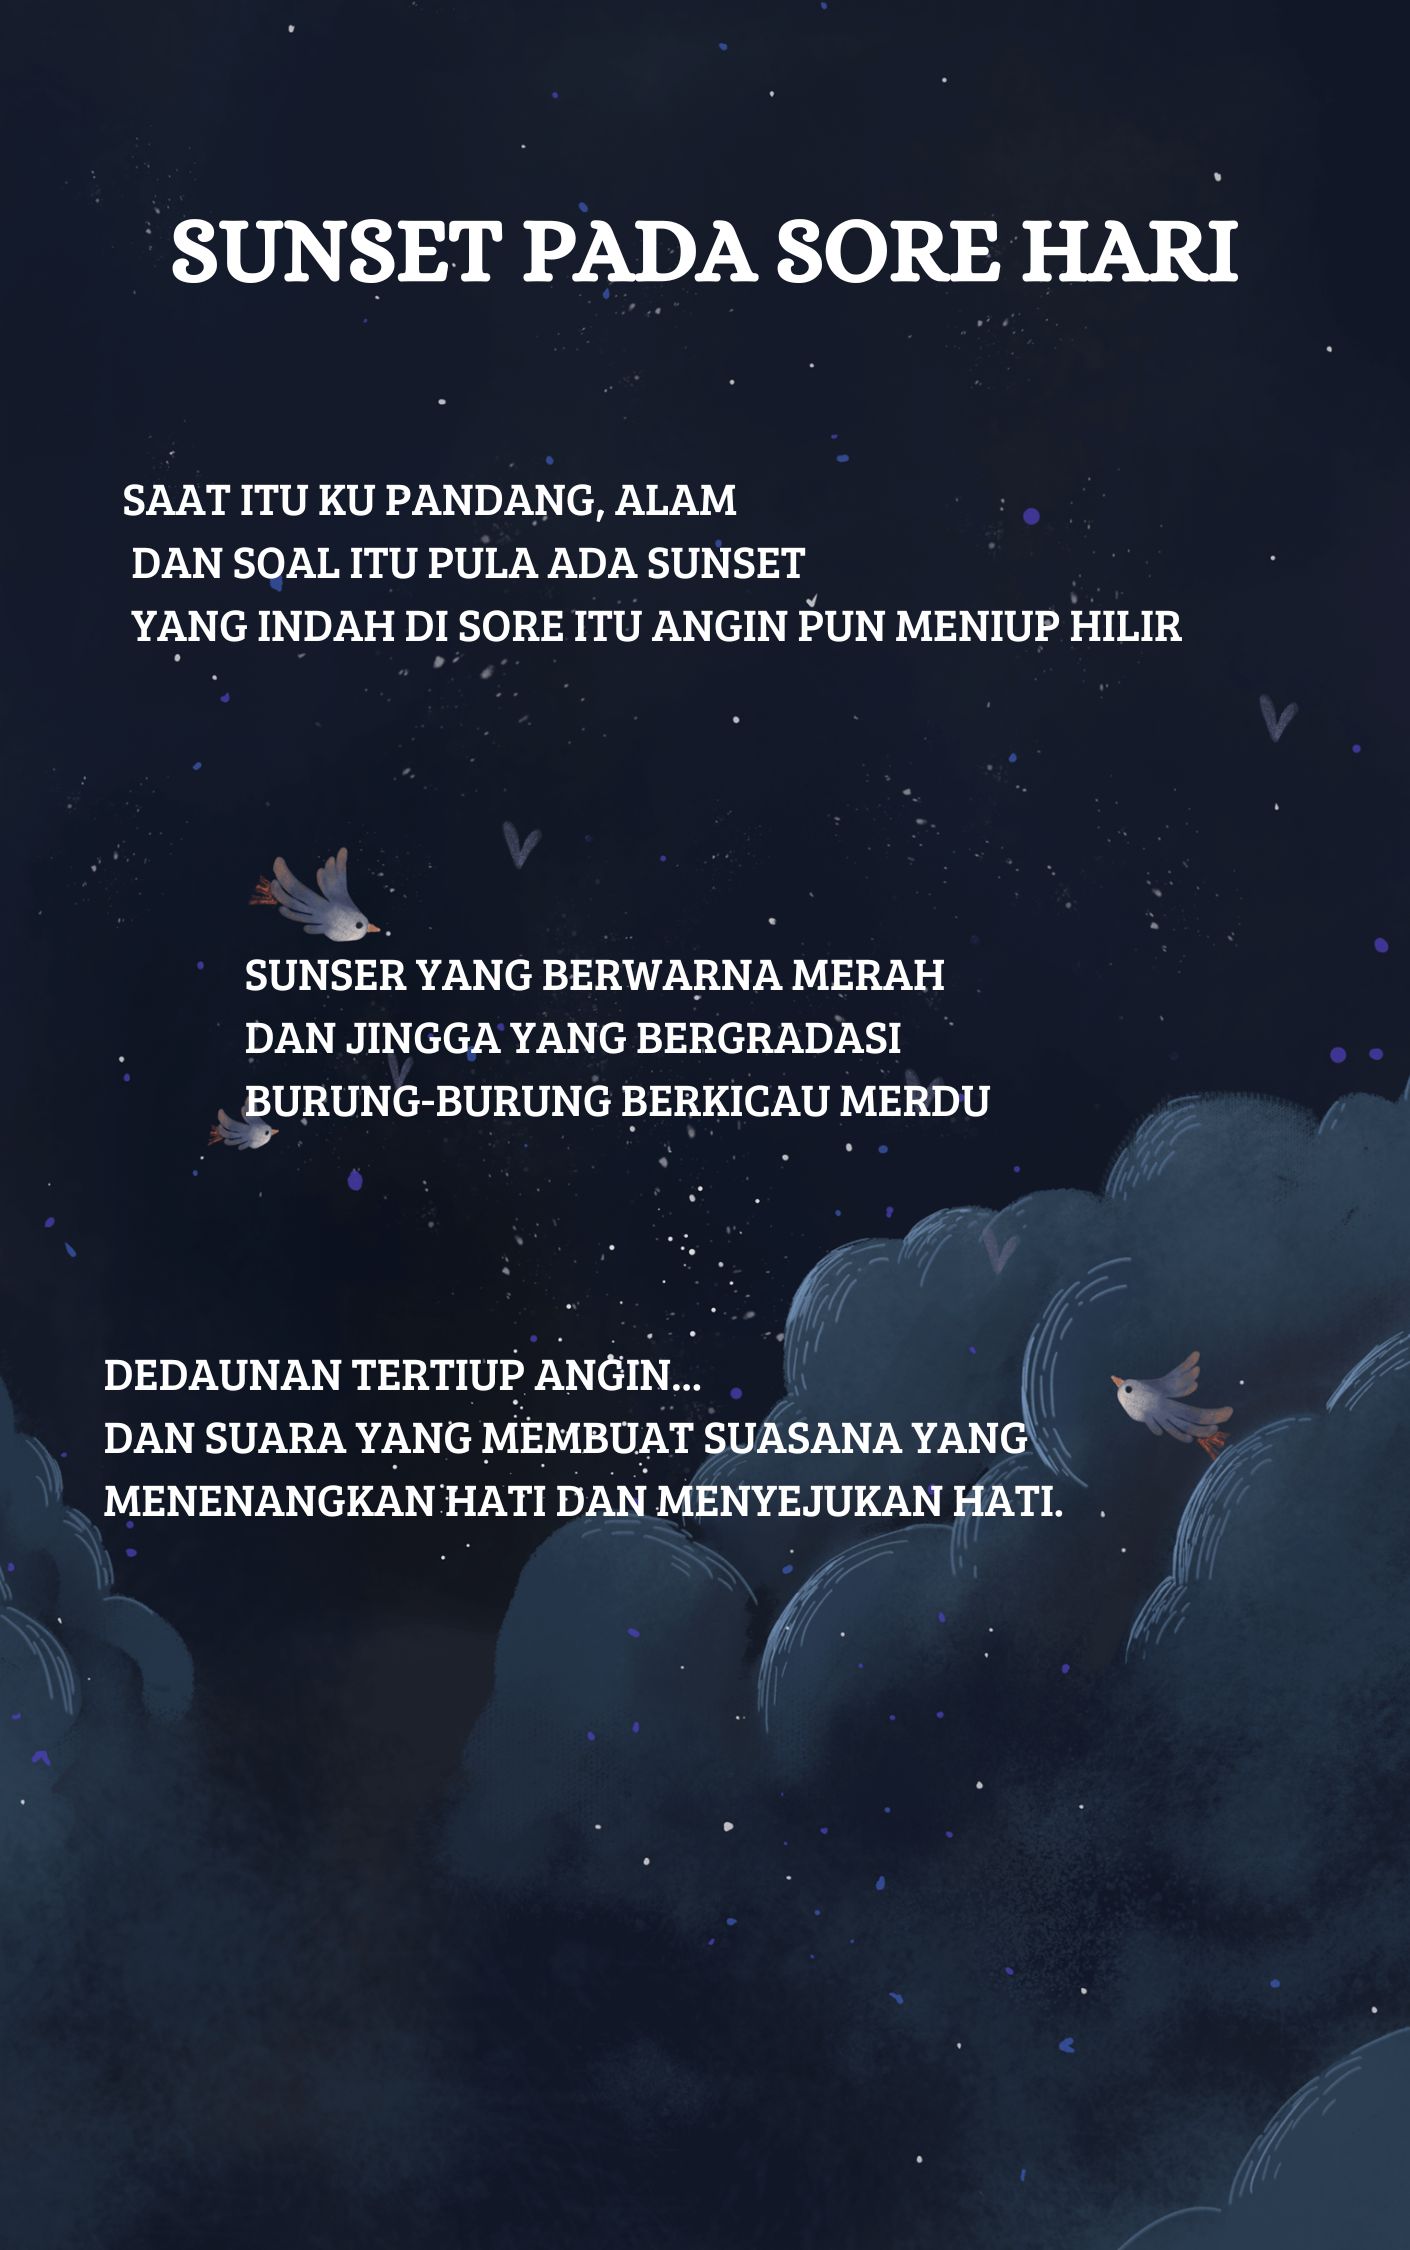 SUNSET PADA SORE HARI
SAAT ITU KU PANDANG, ALAM
DAN SOAL ITU PULA ADA SUNSET
YANG INDAH DI SORE ITU ANGIN PUN MENIUP HILIR
SUNSER YANG BERWARNA MERAH
DAN JINGGA YANG BERGRADASI
BURUNG-BURUNG BERKICAU MERDU
DEDAUNAN TERTIUP ANGIN...
DAN SUARA YANG MEMBUAT SUASANA YANG
MENENANGKAN HATI DAN MENYEJUKAN HATI.